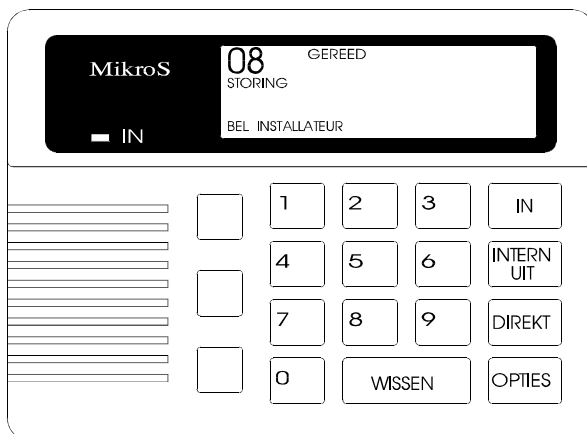 MikroS
IN
08 GEREED
STORING
BEL INSTALLATEUR
1 2 3 IN
4 5 6 INTERN UIT
7 8 9 DIREKT
0 WISSEN OPTIES